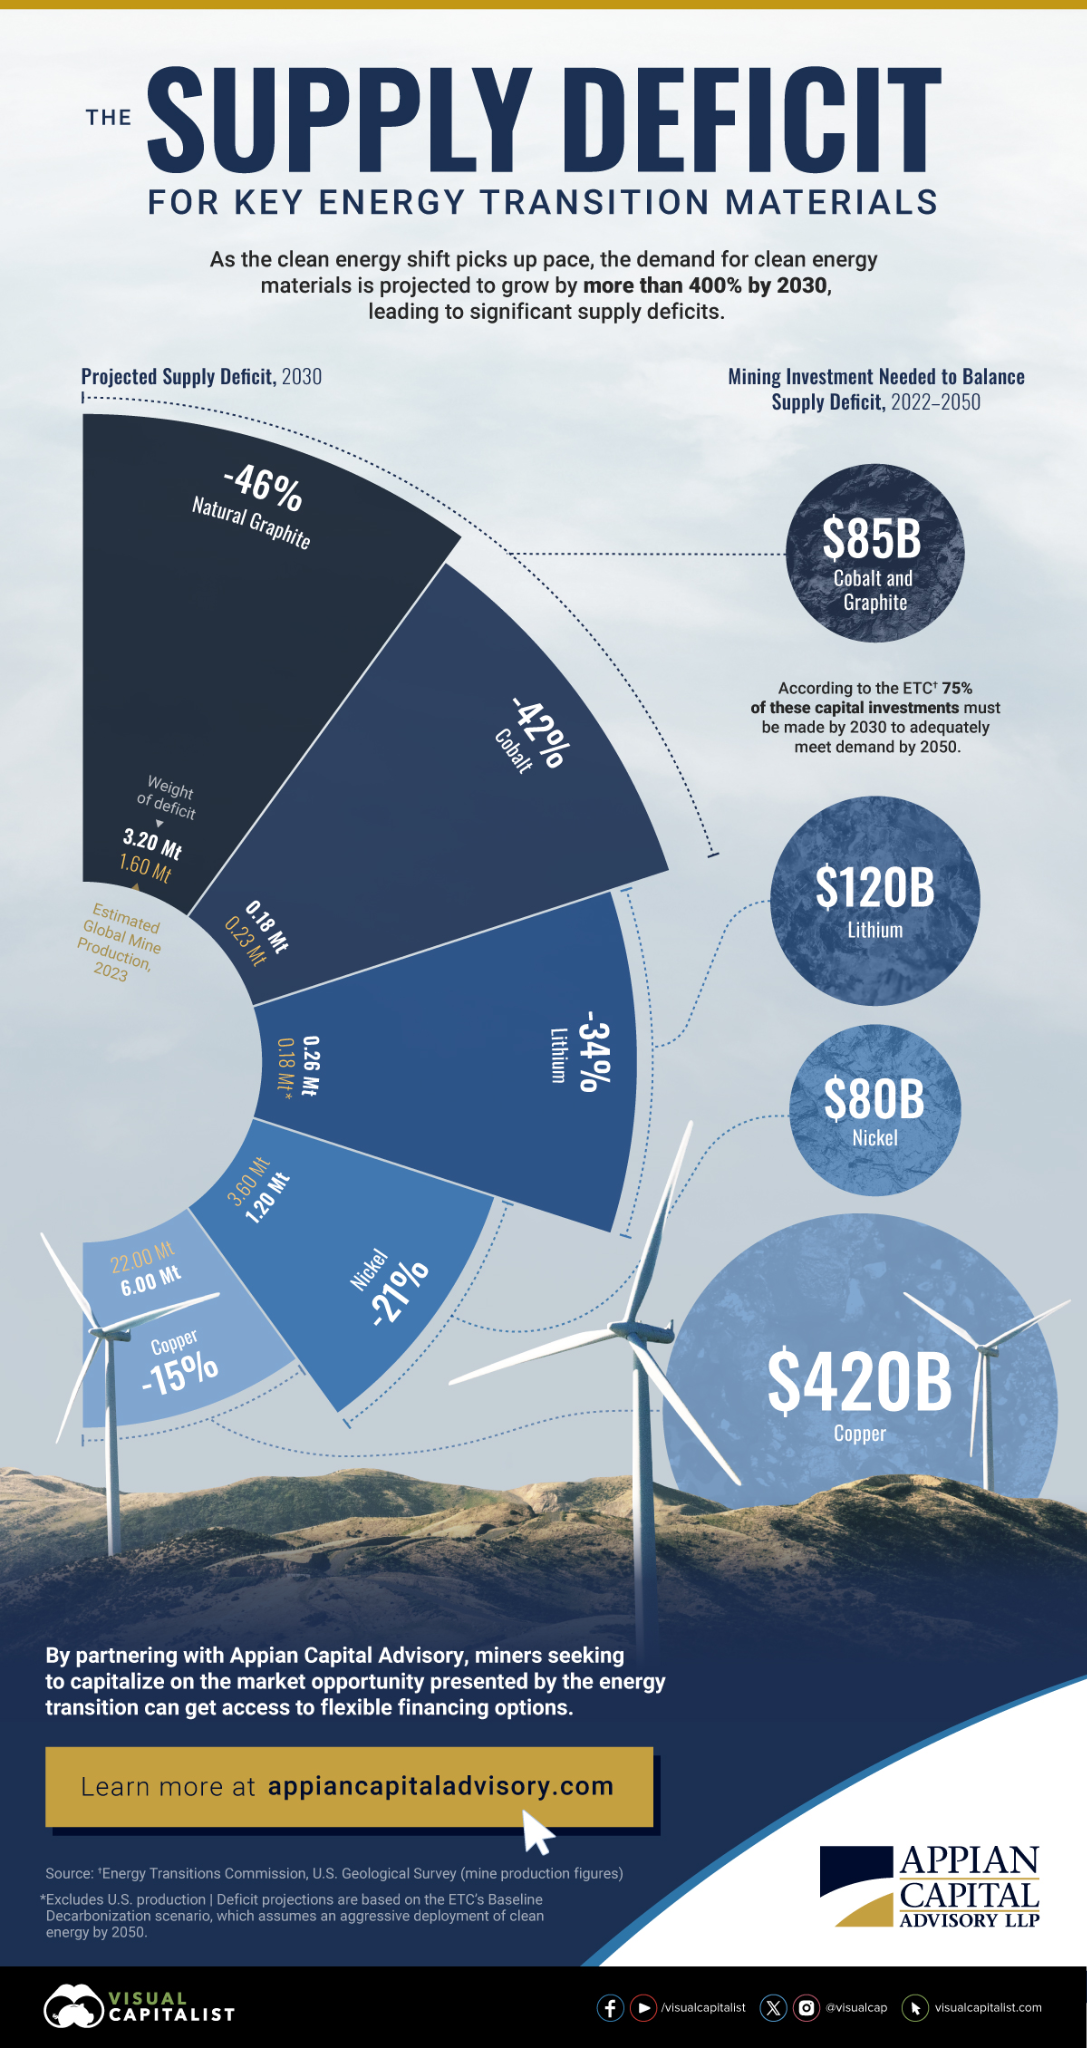 THE
SUPPLY DEFICIT
FOR KEY ENERGY TRANSITION MATERIALS
As the clean energy shift picks up pace, the demand for clean energy
materials is projected to grow by more than 400% by 2030,
leading to significant supply deficits.
Projected Supply Deficit, 2030
Mining Investment Needed to Balance
Supply Deficit, 2022–2050
-46%
Natural Graphite
Weight
of deficit
3.20 Mt
1.60 Mt
Estimated
Global Mine
Production,
2023
-42%
Cobalt
0.18 Mt
0.23 Mt
-34%
Lithium
0.26 Mt
0.18 Mt*
3.60 Mt
1.20 Mt
Nickel
-21%
22.00 Mt
6.00 Mt
Copper
-15%
$85B
Cobalt and
Graphite
According to the ETC† 75%
of these capital investments must
be made by 2030 to adequately
meet demand by 2050.
$120B
Lithium
$80B
Nickel
$420B
Copper
By partnering with Appian Capital Advisory, miners seeking
to capitalize on the market opportunity presented by the energy
transition can get access to flexible financing options.
Learn more at appiancapitaladvisory.com
Source: †Energy Transitions Commission, U.S. Geological Survey (mine production figures)
*Excludes U.S. production | Deficit projections are based on the ETC's Baseline
Decarbonization scenario, which assumes an aggressive deployment of clean
energy by 2050.
APPIAN
CAPITAL
ADVISORY LLP
VISUAL
CAPITALIST
/visualcapitalist
@visualcap
visualcapitalist.com